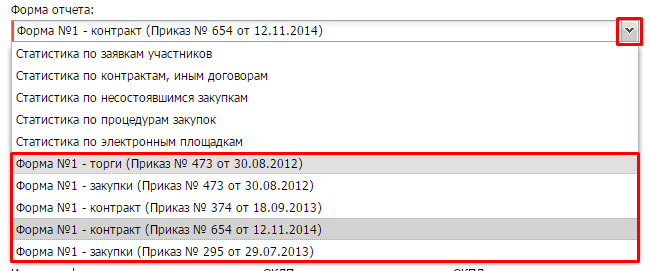 Форма отчета:
Форма №1 - контракт (Приказ № 654 от 12.11.2014)
Статистика по заявкам участников
Статистика по контрактам, иным договорам
Статистика по несостоявшимся закупкам
Статистика по процедурам закупок
Статистика по электронным площадкам
Форма №1 - торги (Приказ № 473 от 30.08.2012)
Форма №1 - закупки (Приказ № 473 от 30.08.2012)
Форма №1 - контракт (Приказ № 374 от 18.09.2013)
Форма №1 - контракт (Приказ № 654 от 12.11.2014)
Форма №1 - закупки (Приказ № 295 от 29.07.2013)